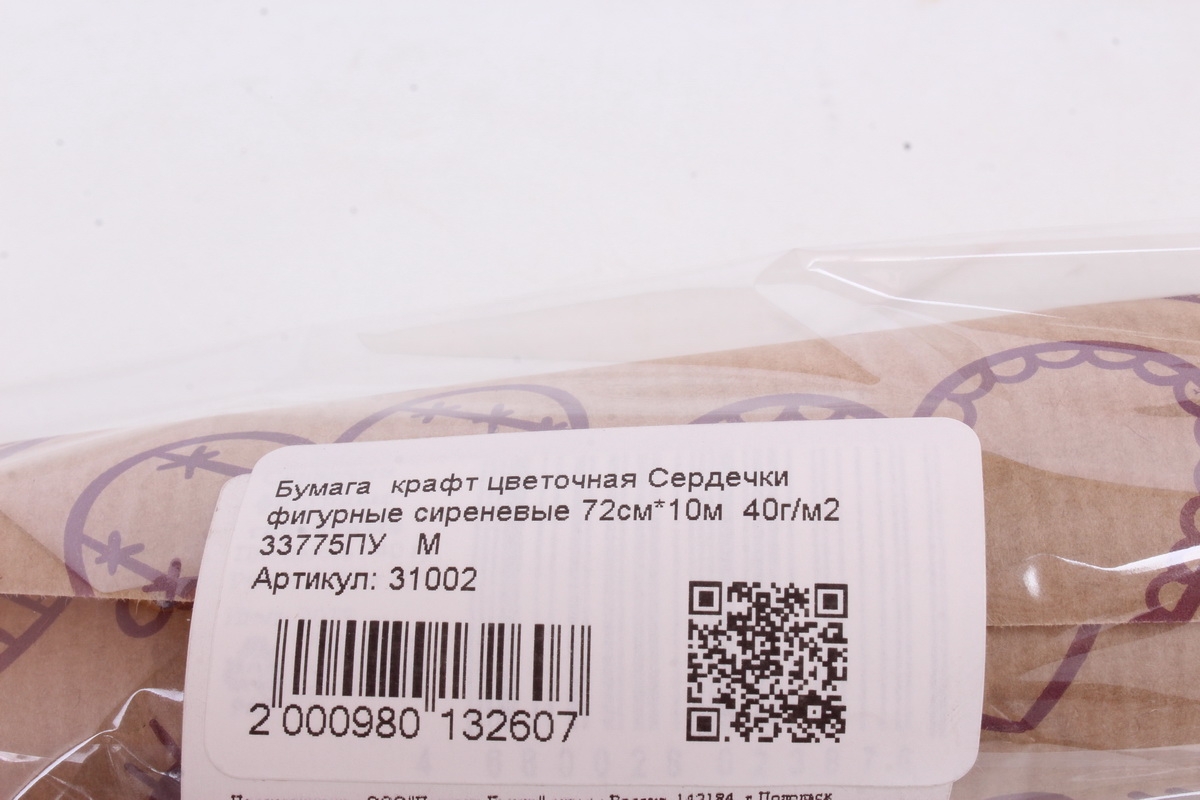 Бумага крафт цветочная Сердечки
фигурные сиреневые 72см*10м 40г/м2
33775ПУ М
Артикул: 31002
2 000980 132607